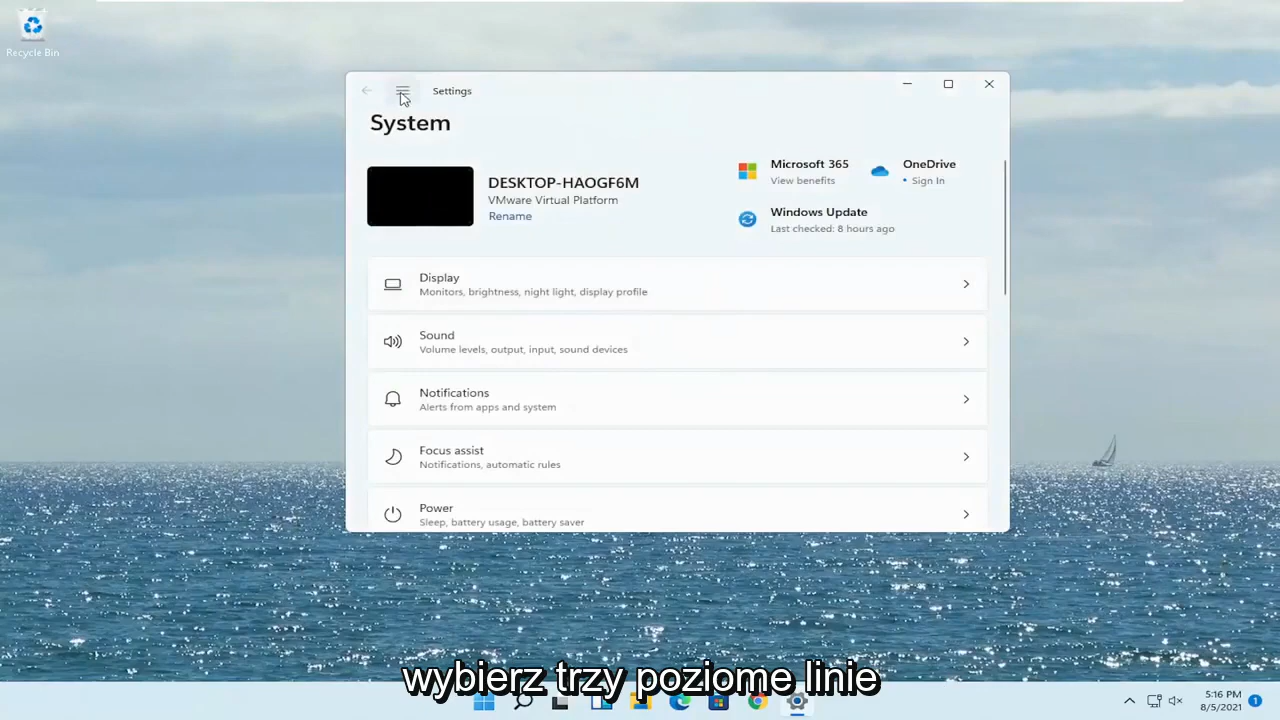 Recycle Bin
Settings
System
DESKTOP-HAOGF6M
VMware Virtual Platform
Rename
Microsoft 365
View benefits
OneDrive
• Sign In
Windows Update
Last checked: 8 hours ago
Display
Monitors, brightness, night light, display profile
Sound
Volume levels, output, input, sound devices
Notifications
Alerts from apps and system
Focus assist
Notifications, automatic rules
Power
Sleep, battery usage, battery saver
wybierz trzy poziome linie
5:16 PM
8/5/2021
1